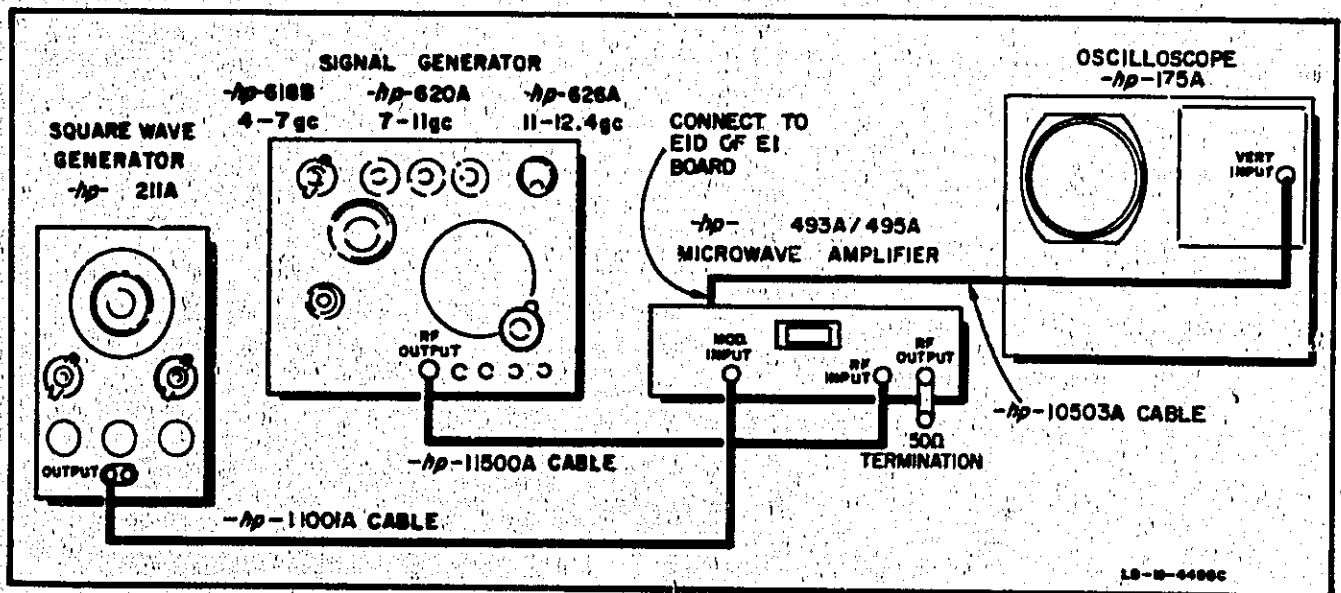 SIGNAL GENERATOR
-hp-618B
4-7gc
-hp-620A
7-11gc
-hp-626A
11-12.4gc
SQUARE WAVE
GENERATOR
-hp- 211A
CONNECT TO
E1D OF E1
BOARD
OSCILLOSCOPE
-hp-175A
VERT
INPUT
-hp- 493A/495A
MICROWAVE AMPLIFIER
RF
OUTPUT
MOD.
INPUT
RF
INPUT
RF
OUTPUT
50Ω
TERMINATION
-hp-10503A CABLE
OUTPUT
-hp-11500A CABLE
-hp-11001A CABLE